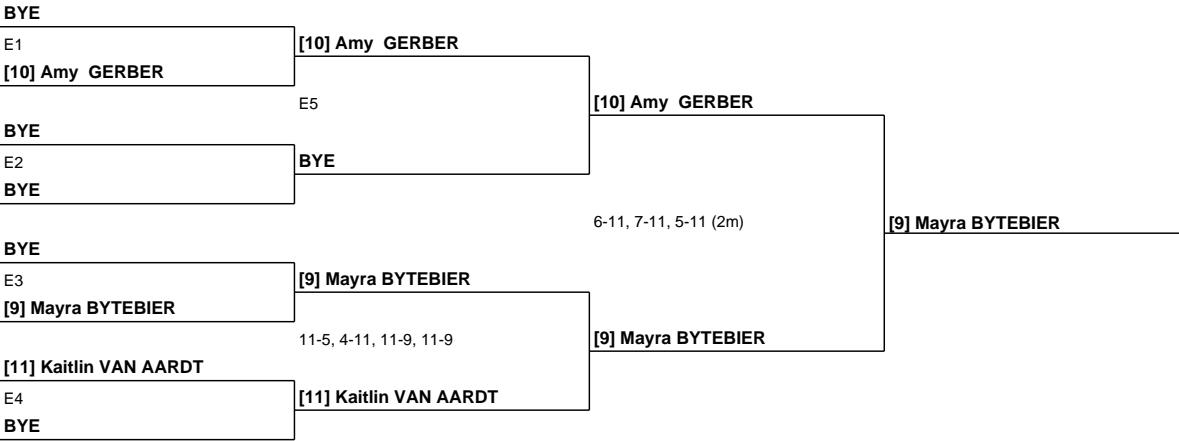 BYE
E1
[10] Amy  GERBER
BYE
E2
BYE
BYE
E3
[9] Mayra BYTEBIER
[11] Kaitlin VAN AARDT
E4
BYE
[10] Amy  GERBER
E5
BYE
[9] Mayra BYTEBIER
11-5, 4-11, 11-9, 11-9
[11] Kaitlin VAN AARDT
[10] Amy  GERBER
6-11, 7-11, 5-11 (2m)
[9] Mayra BYTEBIER
[9] Mayra BYTEBIER